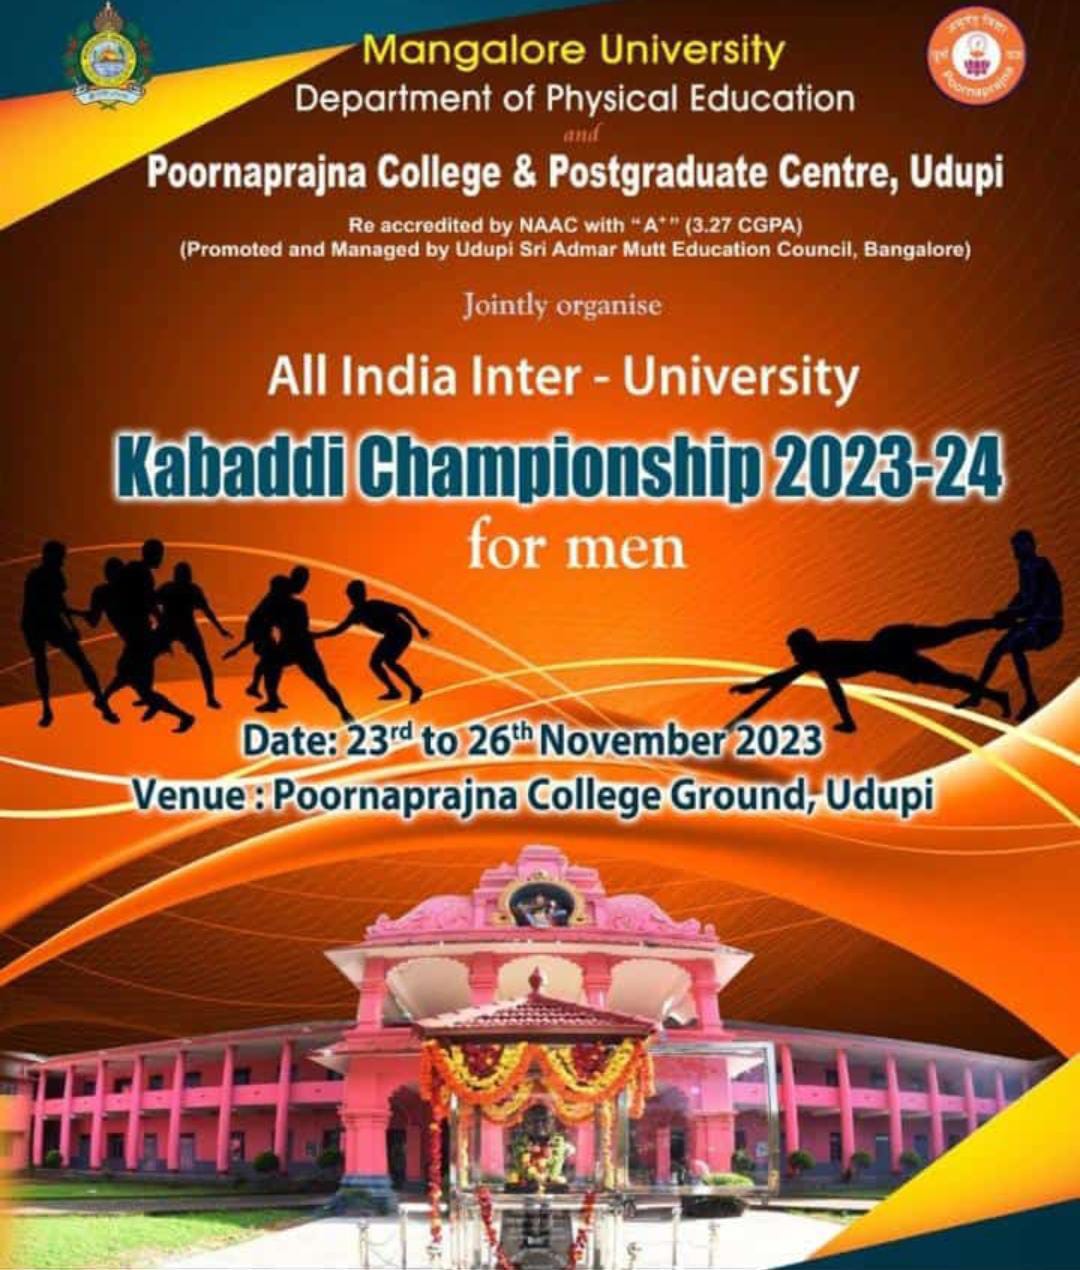 Mangalore University
Department of Physical Education
and
Poornaprajna College & Postgraduate Centre, Udupi
Re accredited by NAAC with "A+" (3.27 CGPA)
(Promoted and Managed by Udupi Sri Admar Mutt Education Council, Bangalore)
Jointly organise
All India Inter - University
Kabaddi Championship 2023-24
for men
Date: 23rd to 26th November 2023
Venue : Poornaprajna College Ground, Udupi
Poornaprajna